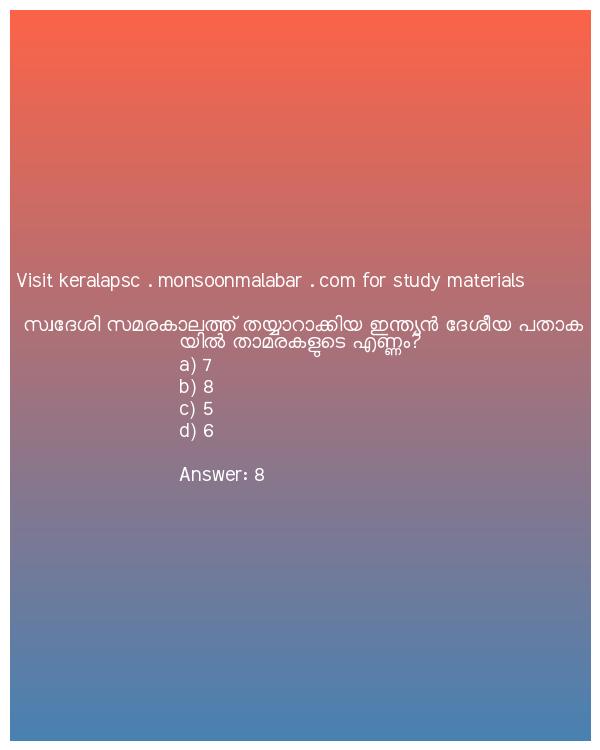 Visit keralapsc . monsoonmalabar . com for study materials
സ്വദേശി സമരകാലത്ത് തയ്യാറാക്കിയ ഇന്ത്യൻ ദേശീയ പതാക
യിൽ താമരകളുടെ എണ്ണം?
a) 7
b) 8
c) 5
d) 6
Answer: 8